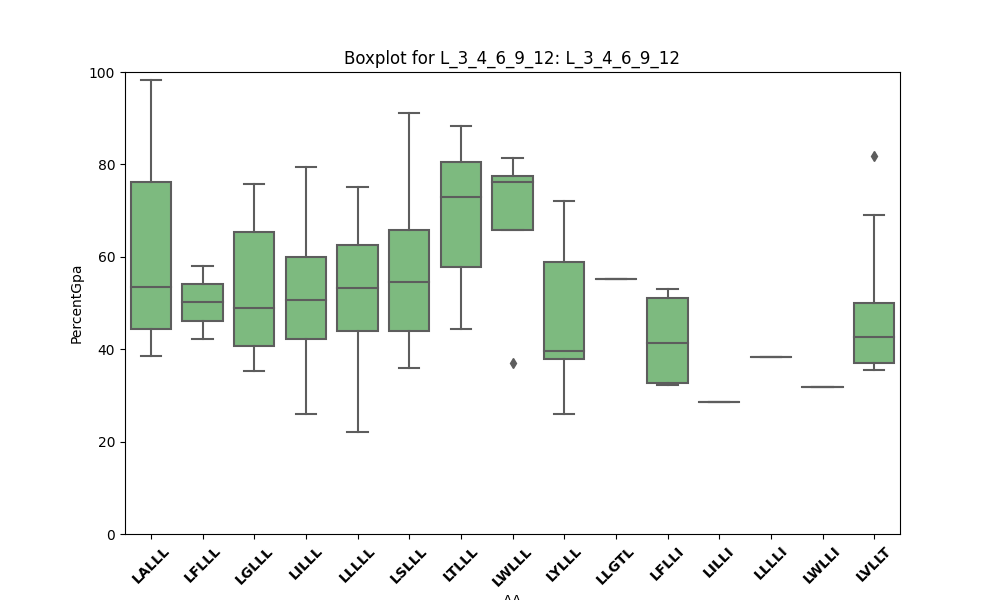 Boxplot for L_3_4_6_9_12: L_3_4_6_9_12
100
80
60
40
20
0
PercentGpa
LALLL LFLLL LGLLL LILLL LLLLL LSLLL LTLLL LWLLL LYLLL LLGTL LFLLI LILLI LLLLI LWLLI LVLLT
AA